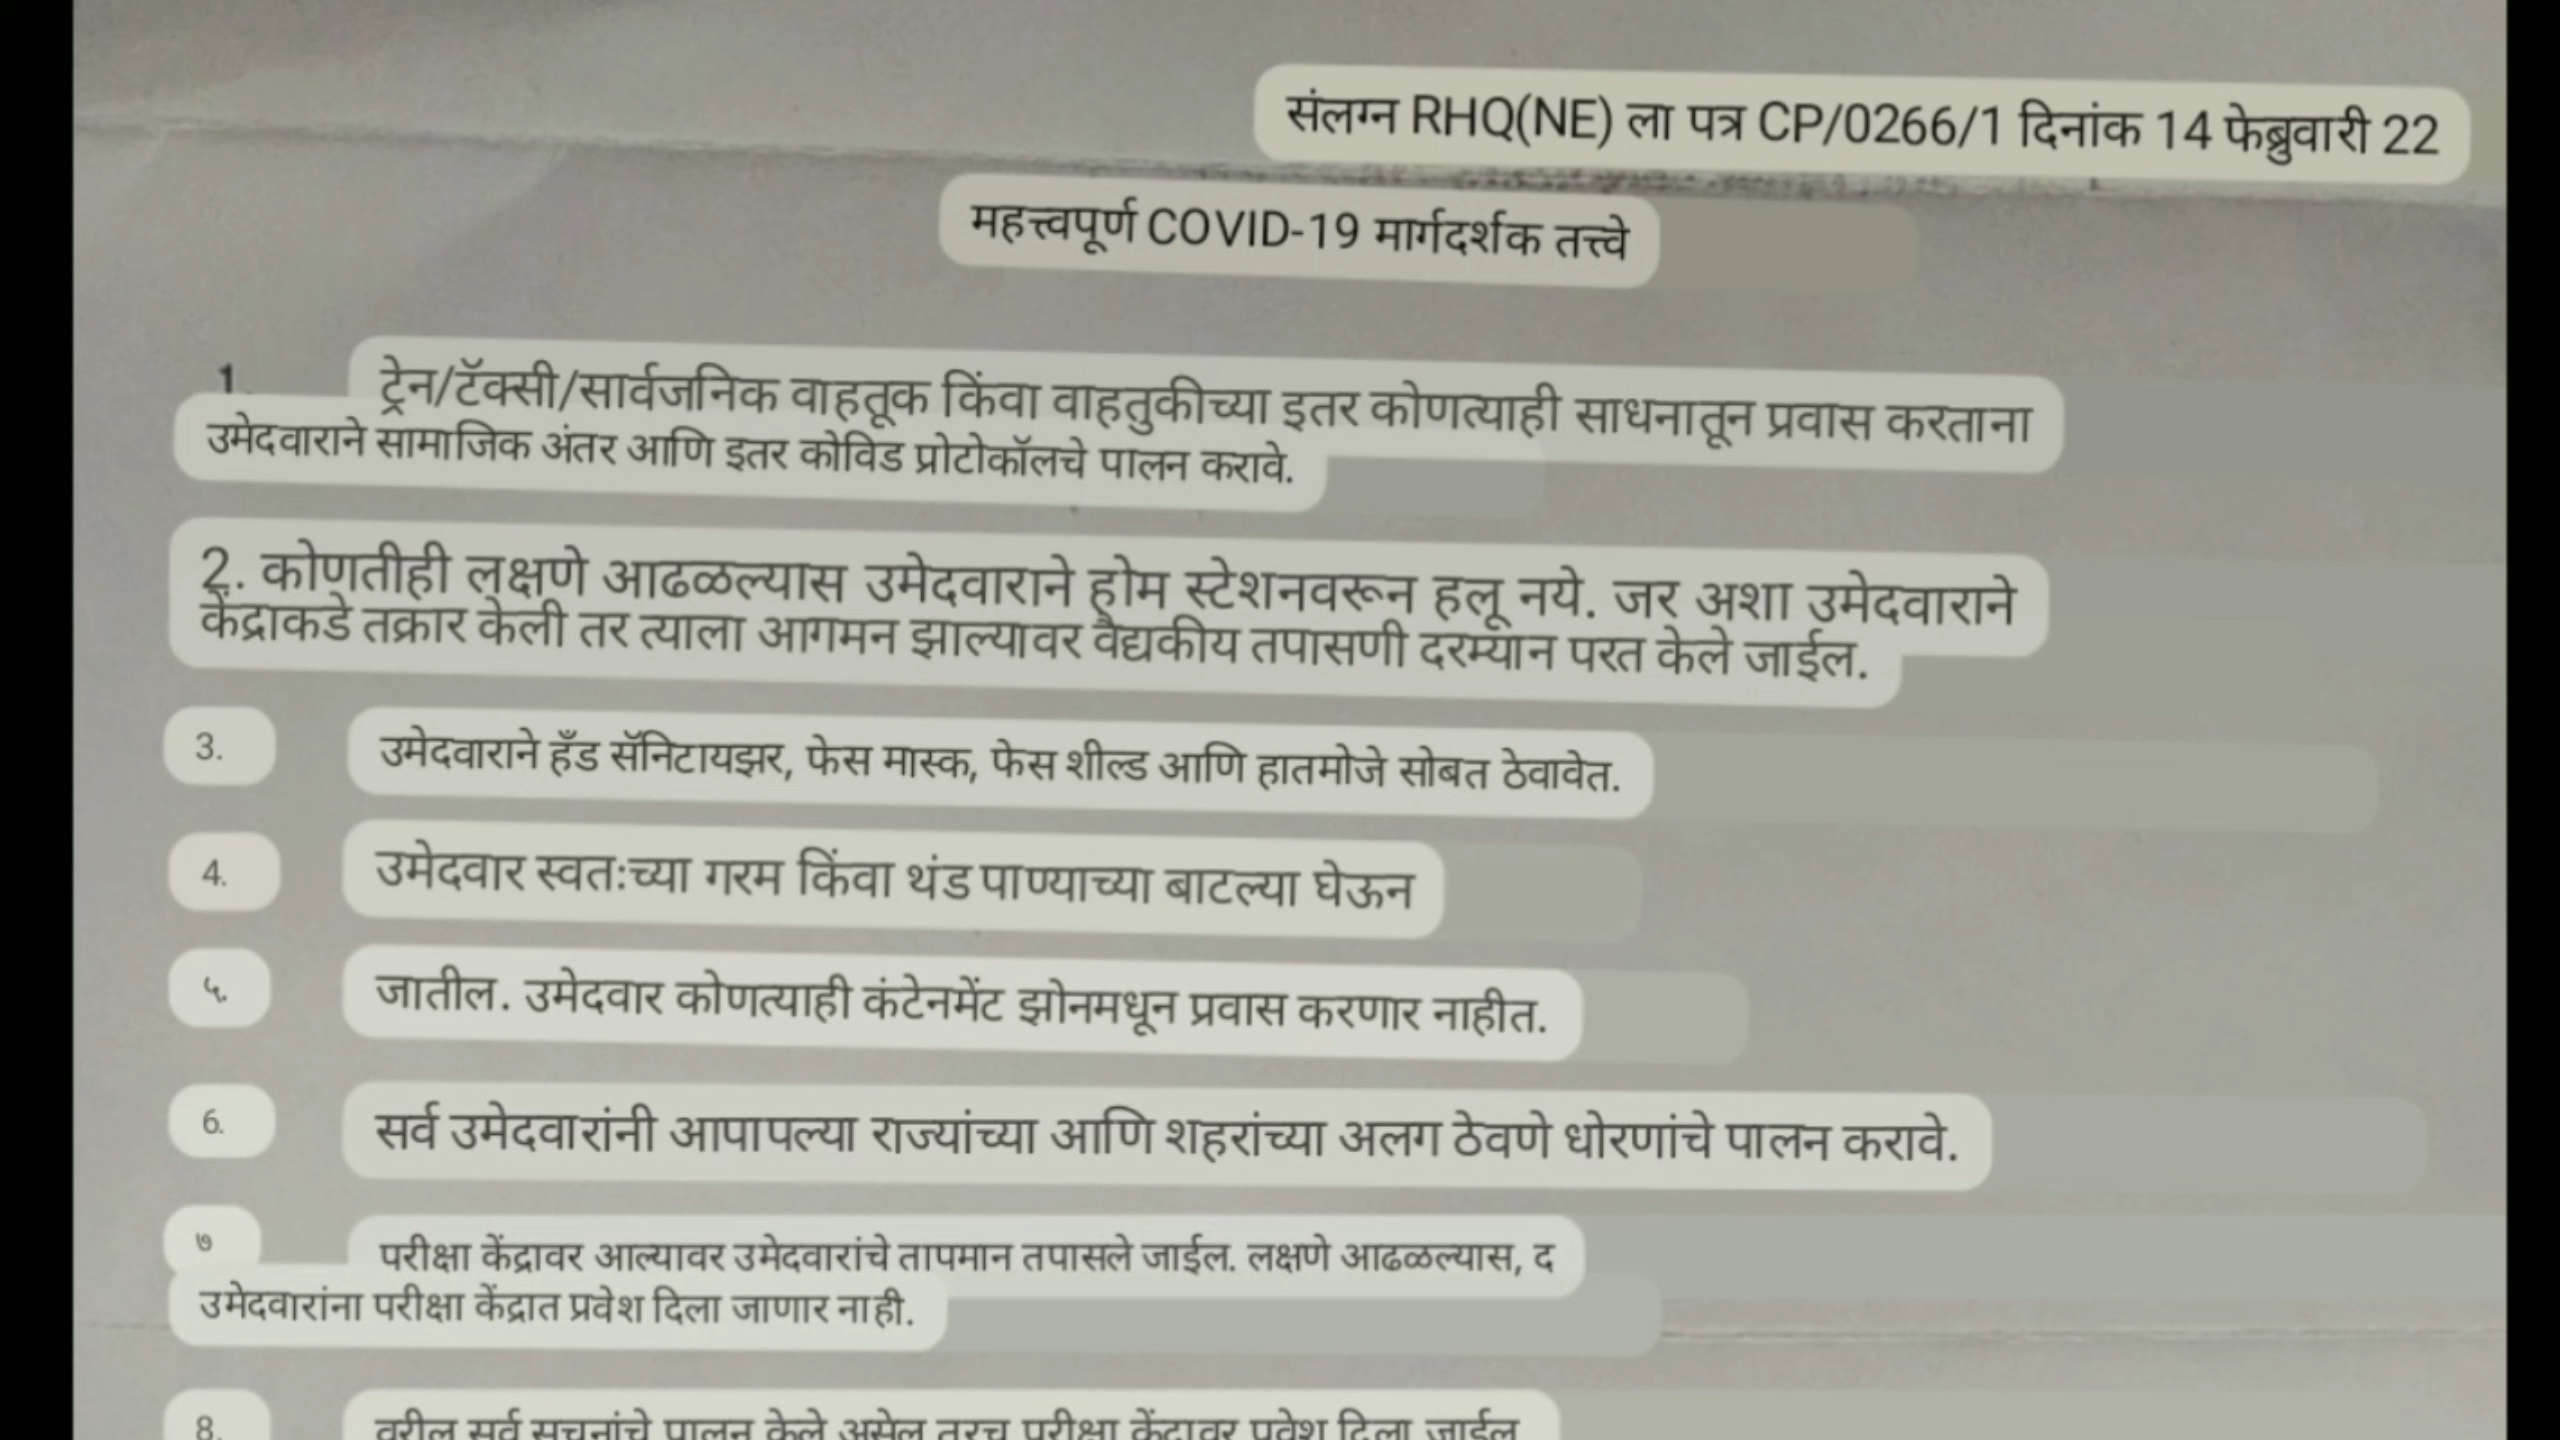 संलग्न RHQ(NE) ला पत्र CP/0266/1 दिनांक 14 फेब्रुवारी 22
महत्त्वपूर्ण COVID-19 मार्गदर्शक तत्त्वे
1. ट्रेन/टॅक्सी/सार्वजनिक वाहतूक किंवा वाहतुकीच्या इतर कोणत्याही साधनातून प्रवास करताना
उमेदवाराने सामाजिक अंतर आणि इतर कोविड प्रोटोकॉलचे पालन करावे.
2. कोणतीही लक्षणे आढळल्यास उमेदवाराने होम स्टेशनवरून हलू नये. जर अशा उमेदवाराने
केंद्राकडे तक्रार केली तर त्याला आगमन झाल्यावर वैद्यकीय तपासणी दरम्यान परत केले जाईल.
3. उमेदवाराने हँड सॅनिटायझर, फेस मास्क, फेस शील्ड आणि हातमोजे सोबत ठेवावेत.
4. उमेदवार स्वतःच्या गरम किंवा थंड पाण्याच्या बाटल्या घेऊन
५. जातील. उमेदवार कोणत्याही कंटेनमेंट झोनमधून प्रवास करणार नाहीत.
6. सर्व उमेदवारांनी आपापल्या राज्यांच्या आणि शहरांच्या अलग ठेवणे धोरणांचे पालन करावे.
७ परीक्षा केंद्रावर आल्यावर उमेदवारांचे तापमान तपासले जाईल. लक्षणे आढळल्यास, द
उमेदवारांना परीक्षा केंद्रात प्रवेश दिला जाणार नाही.
8. वरील सर्व सूचनांचे पालन केले असेल तरच परीक्षा केंद्रावर प्रवेश दिला जाईल